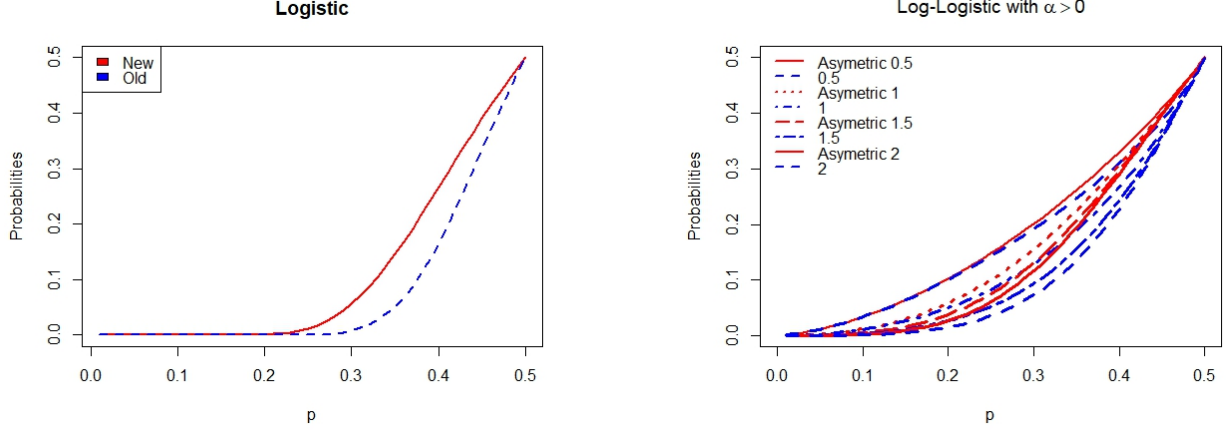 Logistic
New
Old
Probabilities
0.5
0.4
0.3
0.2
0.1
0.0
0.0 0.1 0.2 0.3 0.4 0.5
p
Log-Logistic with α > 0
Asymetric 0.5
0.5
Asymetric 1
1
Asymetric 1.5
1.5
Asymetric 2
2
Probabilities
0.5
0.4
0.3
0.2
0.1
0.0
0.0 0.1 0.2 0.3 0.4 0.5
p